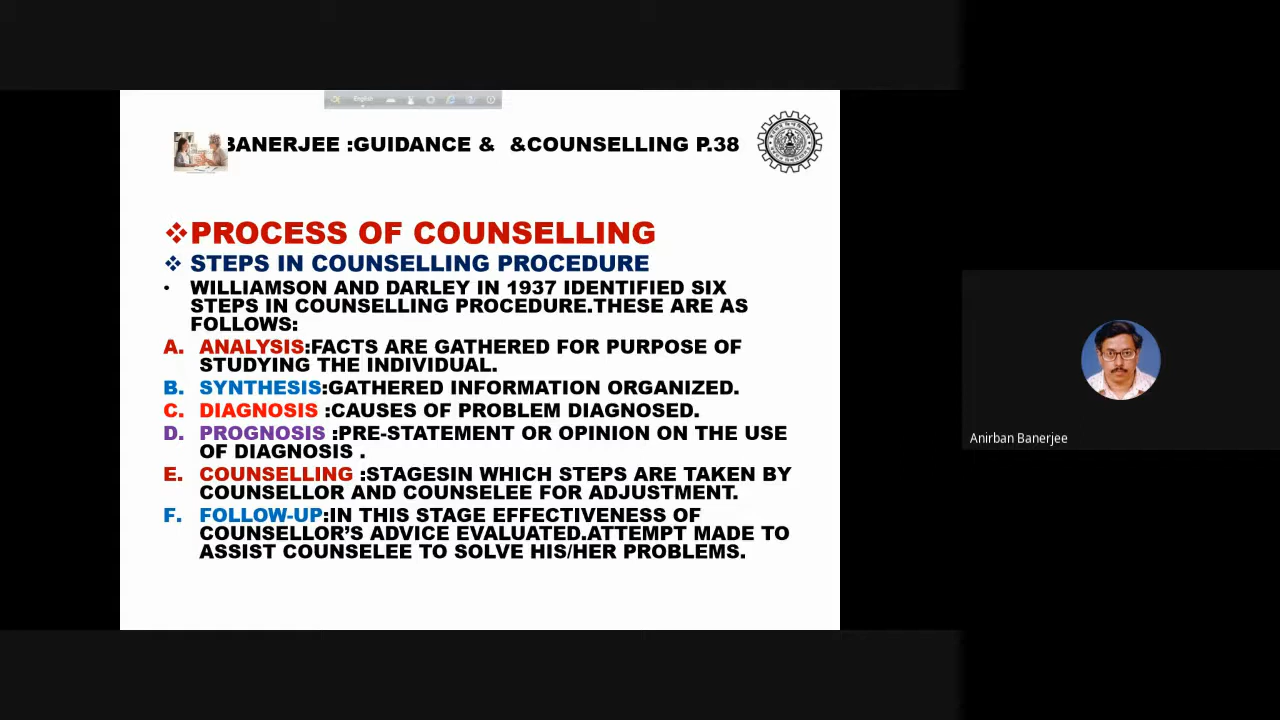 English
BANERJEE :GUIDANCE & &COUNSELLING P.38
❖PROCESS OF COUNSELLING
❖ STEPS IN COUNSELLING PROCEDURE
• WILLIAMSON AND DARLEY IN 1937 IDENTIFIED SIX
STEPS IN COUNSELLING PROCEDURE.THESE ARE AS
FOLLOWS:
A. ANALYSIS:FACTS ARE GATHERED FOR PURPOSE OF
STUDYING THE INDIVIDUAL.
B. SYNTHESIS:GATHERED INFORMATION ORGANIZED.
C. DIAGNOSIS :CAUSES OF PROBLEM DIAGNOSED.
D. PROGNOSIS :PRE-STATEMENT OR OPINION ON THE USE
OF DIAGNOSIS .
E. COUNSELLING :STAGESIN WHICH STEPS ARE TAKEN BY
COUNSELLOR AND COUNSELEE FOR ADJUSTMENT.
F. FOLLOW-UP:IN THIS STAGE EFFECTIVENESS OF
COUNSELLOR’S ADVICE EVALUATED.ATTEMPT MADE TO
ASSIST COUNSELEE TO SOLVE HIS/HER PROBLEMS.
Anirban Banerjee